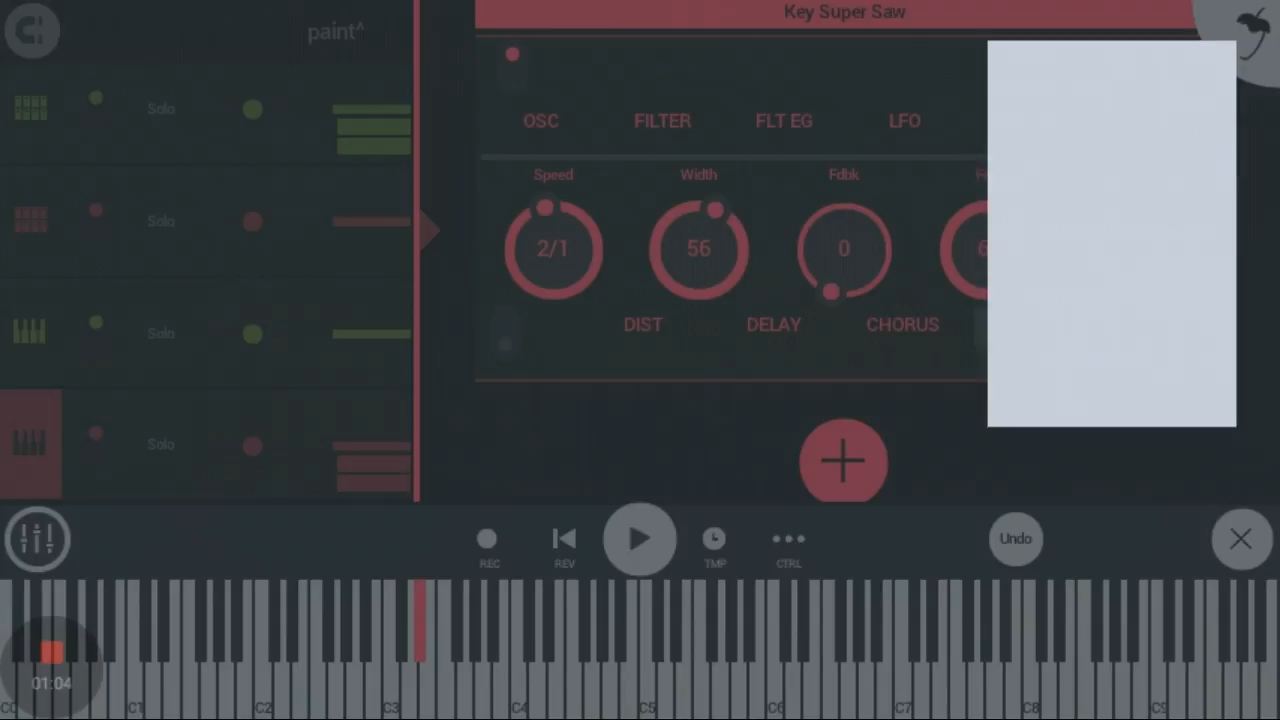 Key Super Saw
paint^
OSC FILTER FLT EG LFO
Solo
Speed Width Fdbk
2/1 56 0 6
Solo
DIST DELAY CHORUS
Solo
Solo
REC REV TMP CTRL
Undo
01:04
C0 C1 C2 C3 C4 C5 C6 C7 C8 C9